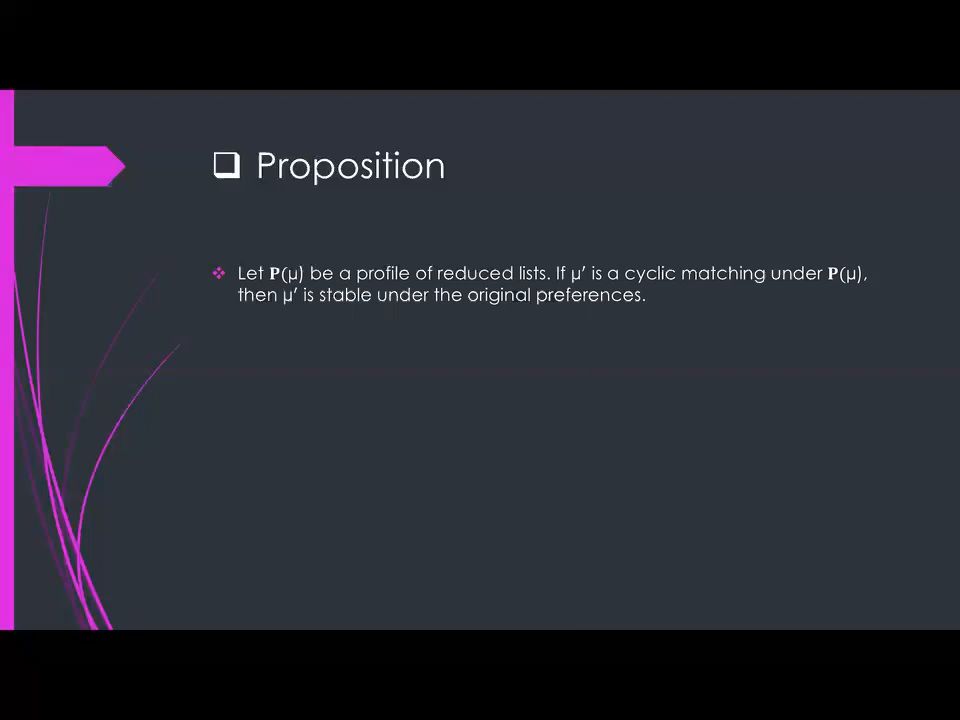 ❑ Proposition
❖ Let P(μ) be a profile of reduced lists. If μ′ is a cyclic matching under P(μ),
then μ′ is stable under the original preferences.